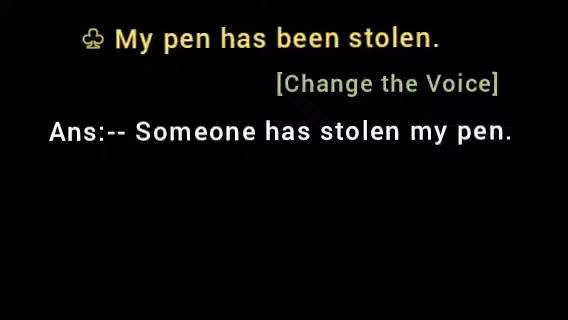 ♧ My pen has been stolen.
[Change the Voice]
Ans:-- Someone has stolen my pen.